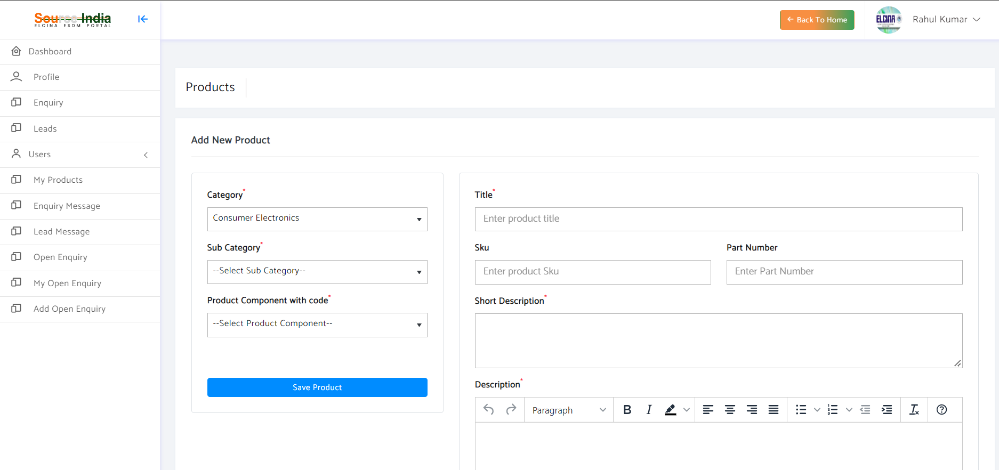 Source India
ELCINA ESDM PORTAL
Back To Home
ELCINA
Rahul Kumar
Dashboard
Profile
Enquiry
Leads
Users
My Products
Enquiry Message
Lead Message
Open Enquiry
My Open Enquiry
Add Open Enquiry
Products
Add New Product
Category*
Consumer Electronics
Sub Category*
--Select Sub Category--
Product Component with code*
--Select Product Component--
Save Product
Title*
Enter product title
Sku
Part Number
Enter product Sku
Enter Part Number
Short Description*
Description*
Paragraph